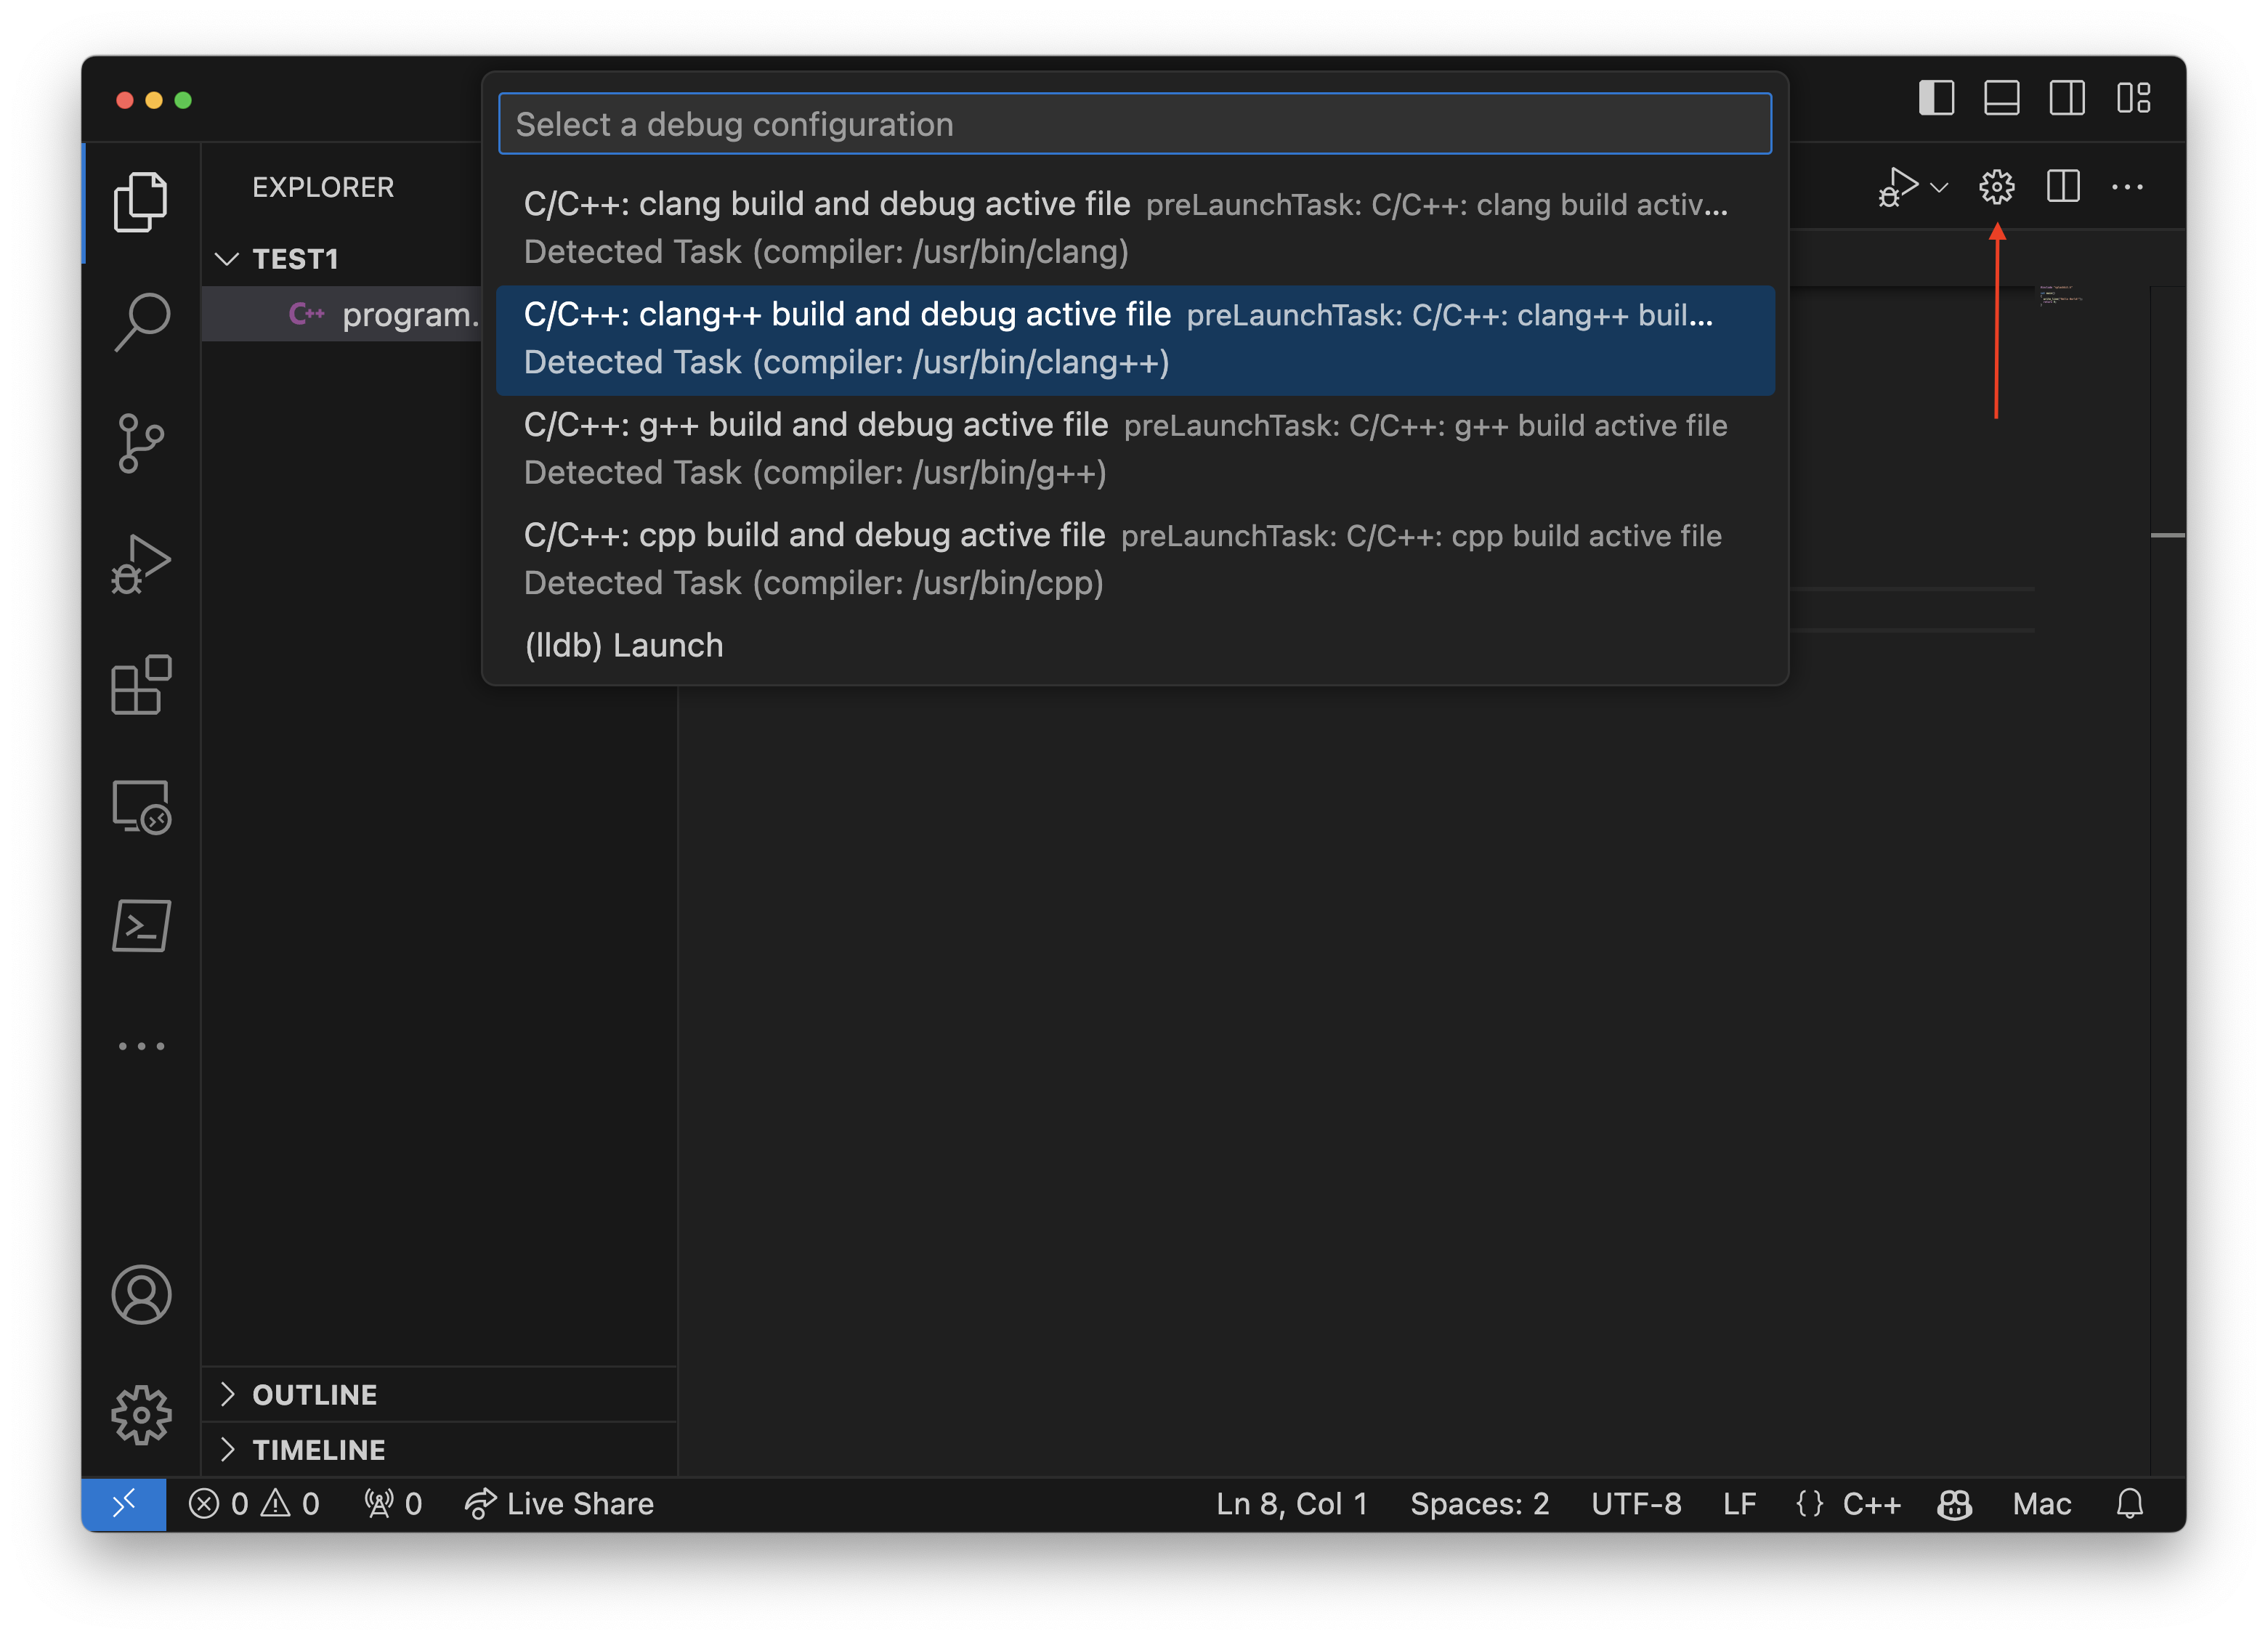 Select a debug configuration
C/C++: clang build and debug active file preLaunchTask: C/C++: clang build activ...
Detected Task (compiler: /usr/bin/clang)
C/C++: clang++ build and debug active file preLaunchTask: C/C++: clang++ buil...
Detected Task (compiler: /usr/bin/clang++)
C/C++: g++ build and debug active file preLaunchTask: C/C++: g++ build active file
Detected Task (compiler: /usr/bin/g++)
C/C++: cpp build and debug active file preLaunchTask: C/C++: cpp build active file
Detected Task (compiler: /usr/bin/cpp)
(lldb) Launch
EXPLORER
TEST1
C++ program.
OUTLINE
TIMELINE
0 0 0 Live Share Ln 8, Col 1 Spaces: 2 UTF-8 LF {} C++ Mac